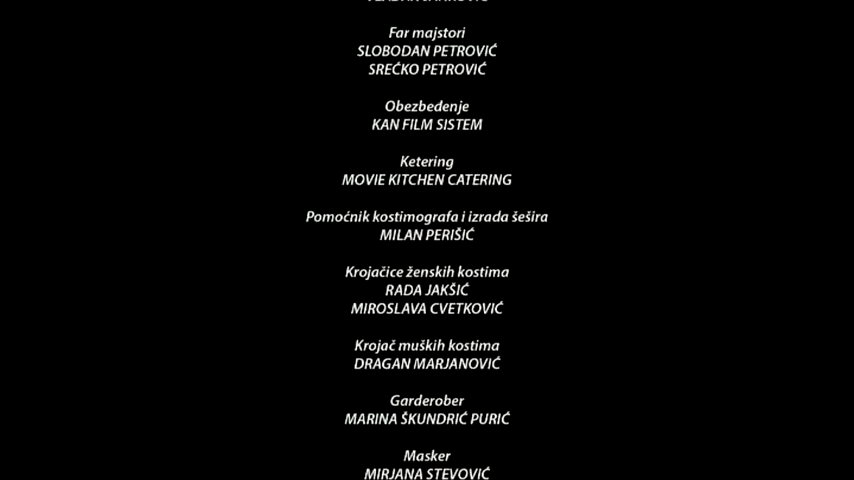 Far majstori
SLOBODAN PETROVIĆ
SREĆKO PETROVIĆ
Obezbeđenje
KAN FILM SISTEM
Ketering
MOVIE KITCHEN CATERING
Pomoćnik kostimografa i izrada šešira
MILAN PERIŠIĆ
Krojačice ženskih kostima
RADA JAKŠIĆ
MIROSLAVA CVETKOVIĆ
Krojač muških kostima
DRAGAN MARJANOVIĆ
Garderober
MARINA ŠKUNDRIĆ PURIĆ
Masker
MIRJANA STEVOVIĆ